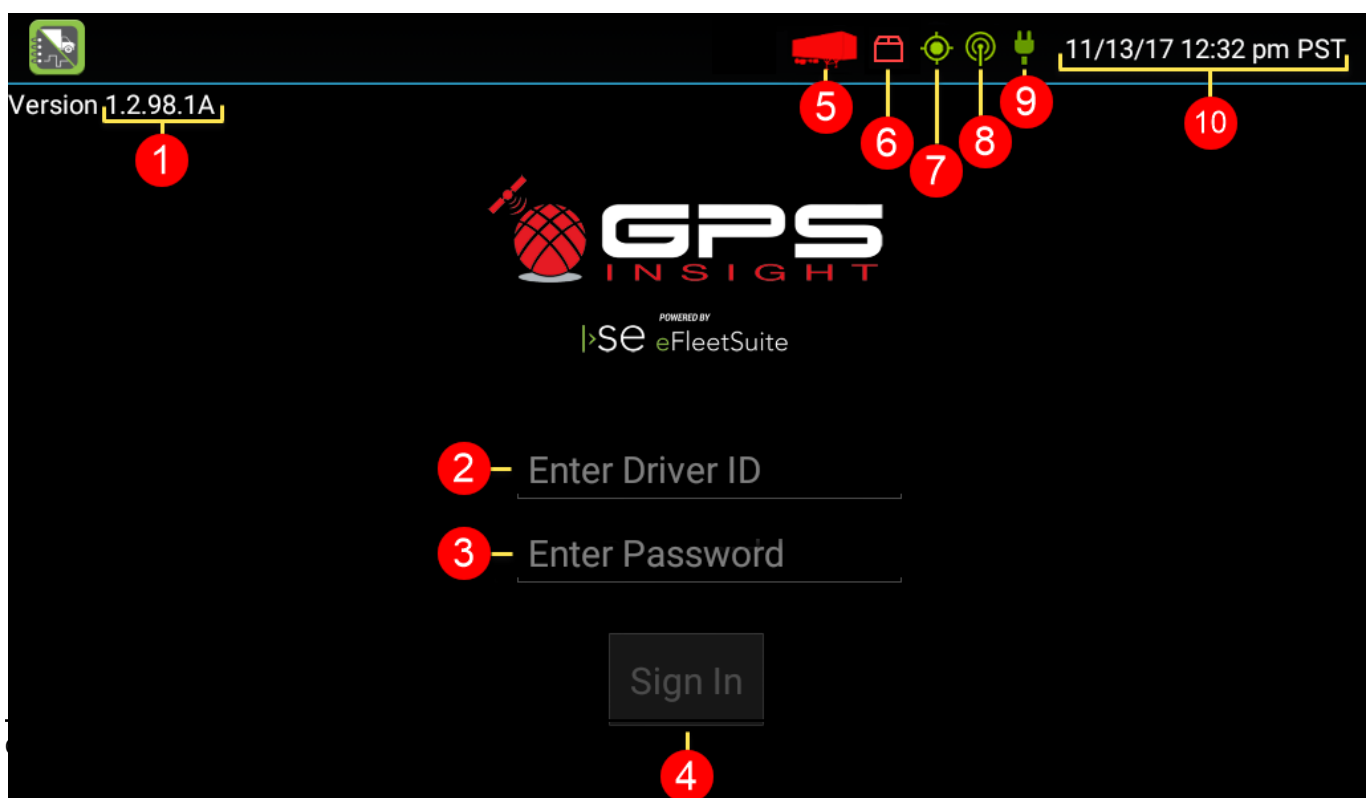 11/13/17 12:32 pm PST
5
6
7
8
9
10
Version 1.2.98.1A
1
GPS
INSIGHT
POWERED BY
se eFleetSuite
2
Enter Driver ID
3
Enter Password
Sign In
4